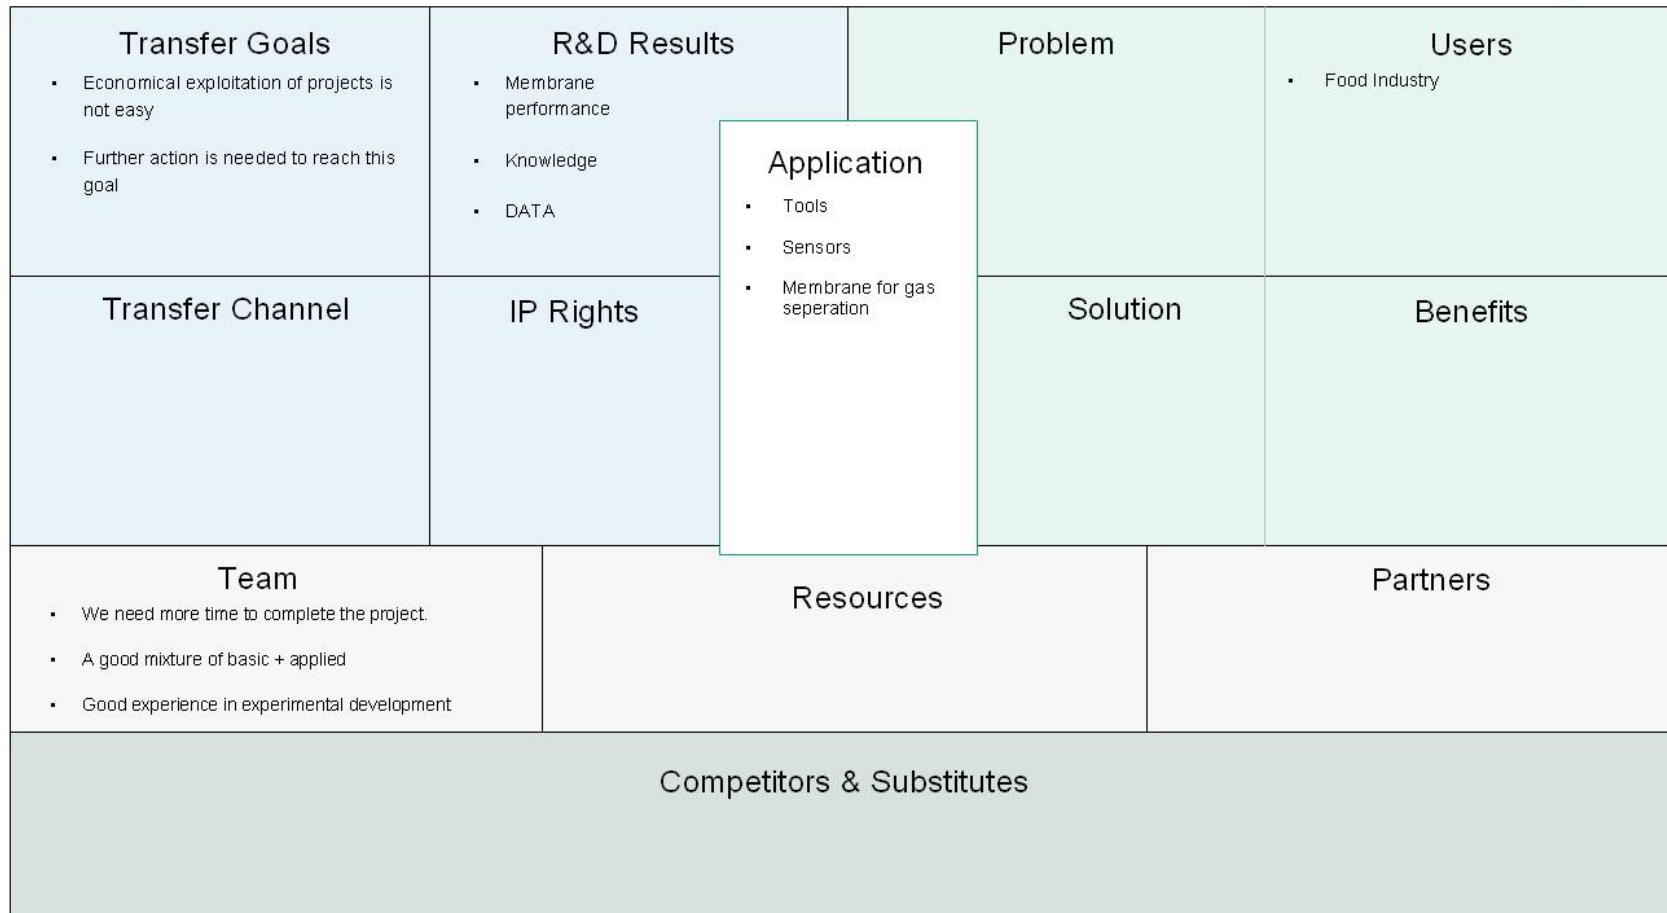 Transfer Goals
▪ Economical exploitation of projects is
not easy
▪ Further action is needed to reach this
goal
R&D Results
▪ Membrane
performance
▪ Knowledge
▪ DATA
Application
▪ Tools
▪ Sensors
▪ Membrane for gas
seperation
Problem
Users
▪ Food Industry
Transfer Channel
IP Rights
Solution
Benefits
Team
▪ We need more time to complete the project.
▪ A good mixture of basic + applied
▪ Good experience in experimental development
Resources
Partners
Competitors & Substitutes